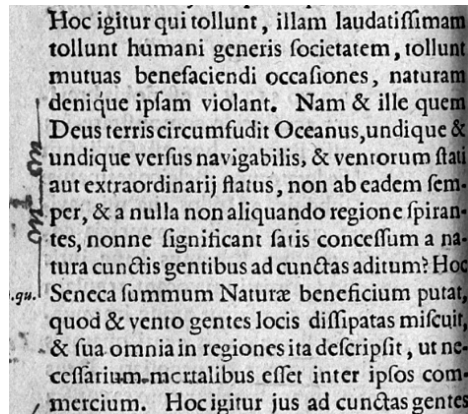 Hoc igitur qui tollunt, illam laudatiſſimam
tollunt humani generis ſocietatem, tollunt
mutuas benefaciendi occaſiones, naturam
denique ipſam violant. Nam & ille quem
Deus terris circumfudit Oceanus, undique &
undique verſus navigabilis, & ventorum ſtati
aut extraordinarij flatus, non ab eadem ſem-
per, & a nulla non aliquando regione ſpiran-
tes, nonne ſignificant ſatis conceſſum a na-
tura cunctis gentibus ad cunctas aditum? Hoc
.qu. Seneca ſummum Naturæ beneficium putat,
quod & vento gentes locis diſſipatas miſcuit,
& ſua omnia in regiones ita deſcripſit, ut ne-
ceſſarium mortalibus eſſet inter ipſos com-
mercium. Hoc igitur jus ad cunctas gentes